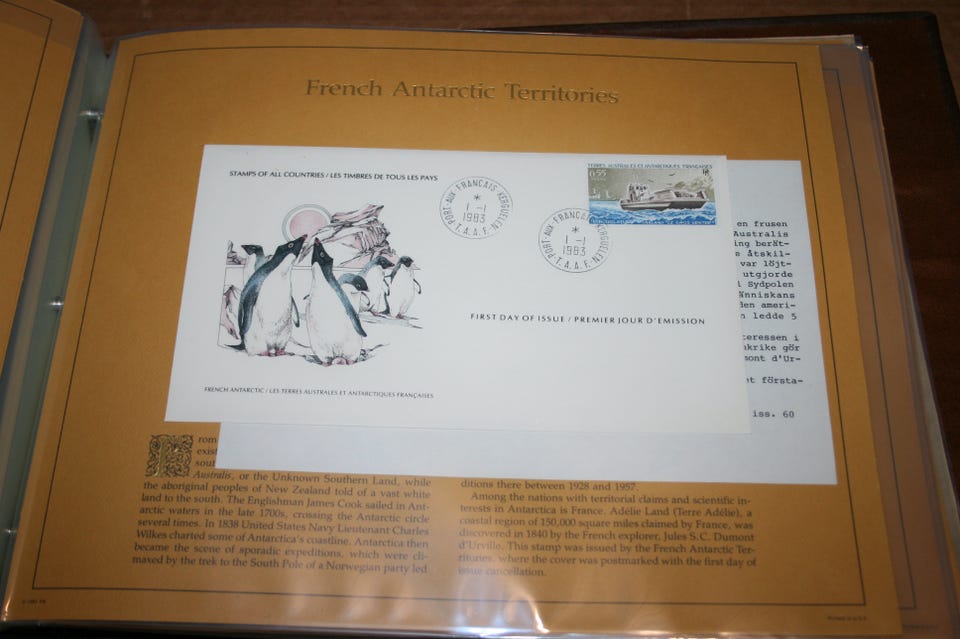 French Antarctic Territories
STAMPS OF ALL COUNTRIES / LES TIMBRES DE TOUS LES PAYS
PORT-AUX-FRANCAIS-KERGUELEN
*
1 -1
1983
T.A.A.F.
PORT-AUX-FRANCAIS-KERGUELEN
*
1 -1
1983
T.A.A.F.
TERRES AUSTRALES ET ANTARCTIQUES FRANÇAISES
0,55
RF
FIRST DAY OF ISSUE / PREMIER JOUR D'EMISSION
FRENCH ANTARCTIC / LES TERRES AUSTRALES ET ANTARCTIQUES FRANÇAISES
en frusen
Australis
ing berät-
e åtskil-
var löjt-
utgjorde
i Sydpolen
änniskans
den ameri-
n ledde 5
teressen i
nkrike gör
mont d'Ur-
et första-
iss. 60
From
exist
sout
Australis, or the Unknown Southern Land, while
the aboriginal peoples of New Zealand told of a vast white
land to the south. The Englishman James Cook sailed in Ant-
arctic waters in the late 1700s, crossing the Antarctic circle
several times. In 1838 United States Navy Lieutenant Charles
Wilkes charted some of Antarctica's coastline. Antarctica then
became the scene of sporadic expeditions, which were cli-
maxed by the trek to the South Pole of a Norwegian party led
ditions there between 1928 and 1957.
Among the nations with territorial claims and scientific in-
terests in Antarctica is France. Adélie Land (Terre Adélie), a
coastal region of 150,000 square miles claimed by France, was
discovered in 1840 by the French explorer, Jules S.C. Dumont
d'Urville. This stamp was issued by the French Antarctic Ter-
ritories, where the cover was postmarked with the first day of
issue cancellation.
Printed in U.S.